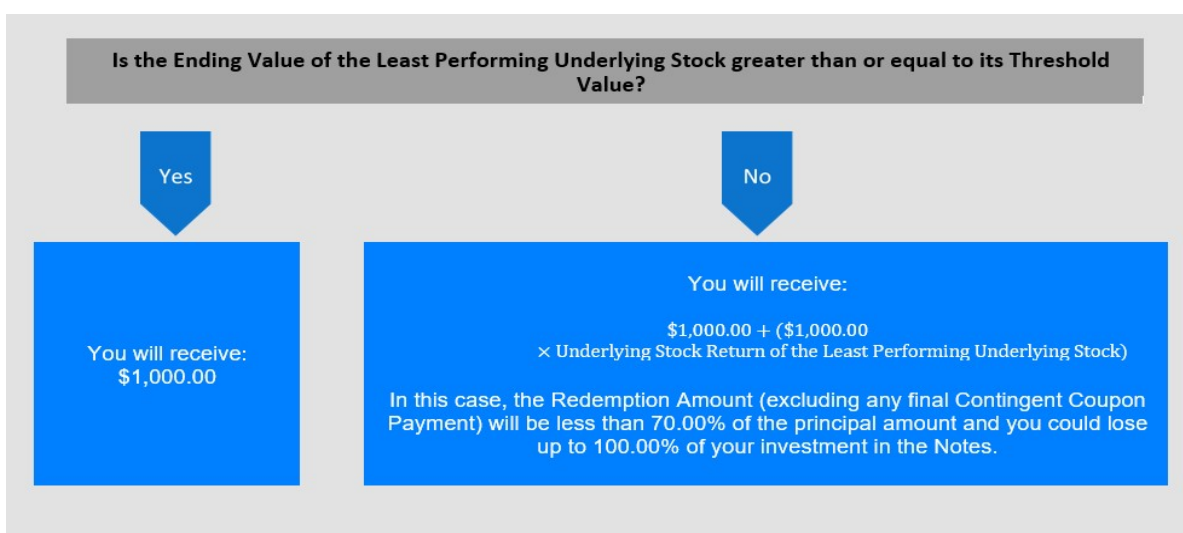 Is the Ending Value of the Least Performing Underlying Stock greater than or equal to its Threshold
Value?
Yes
No
You will receive:
$1,000.00
You will receive:
$1,000.00 + ($1,000.00
× Underlying Stock Return of the Least Performing Underlying Stock)
In this case, the Redemption Amount (excluding any final Contingent Coupon
Payment) will be less than 70.00% of the principal amount and you could lose
up to 100.00% of your investment in the Notes.